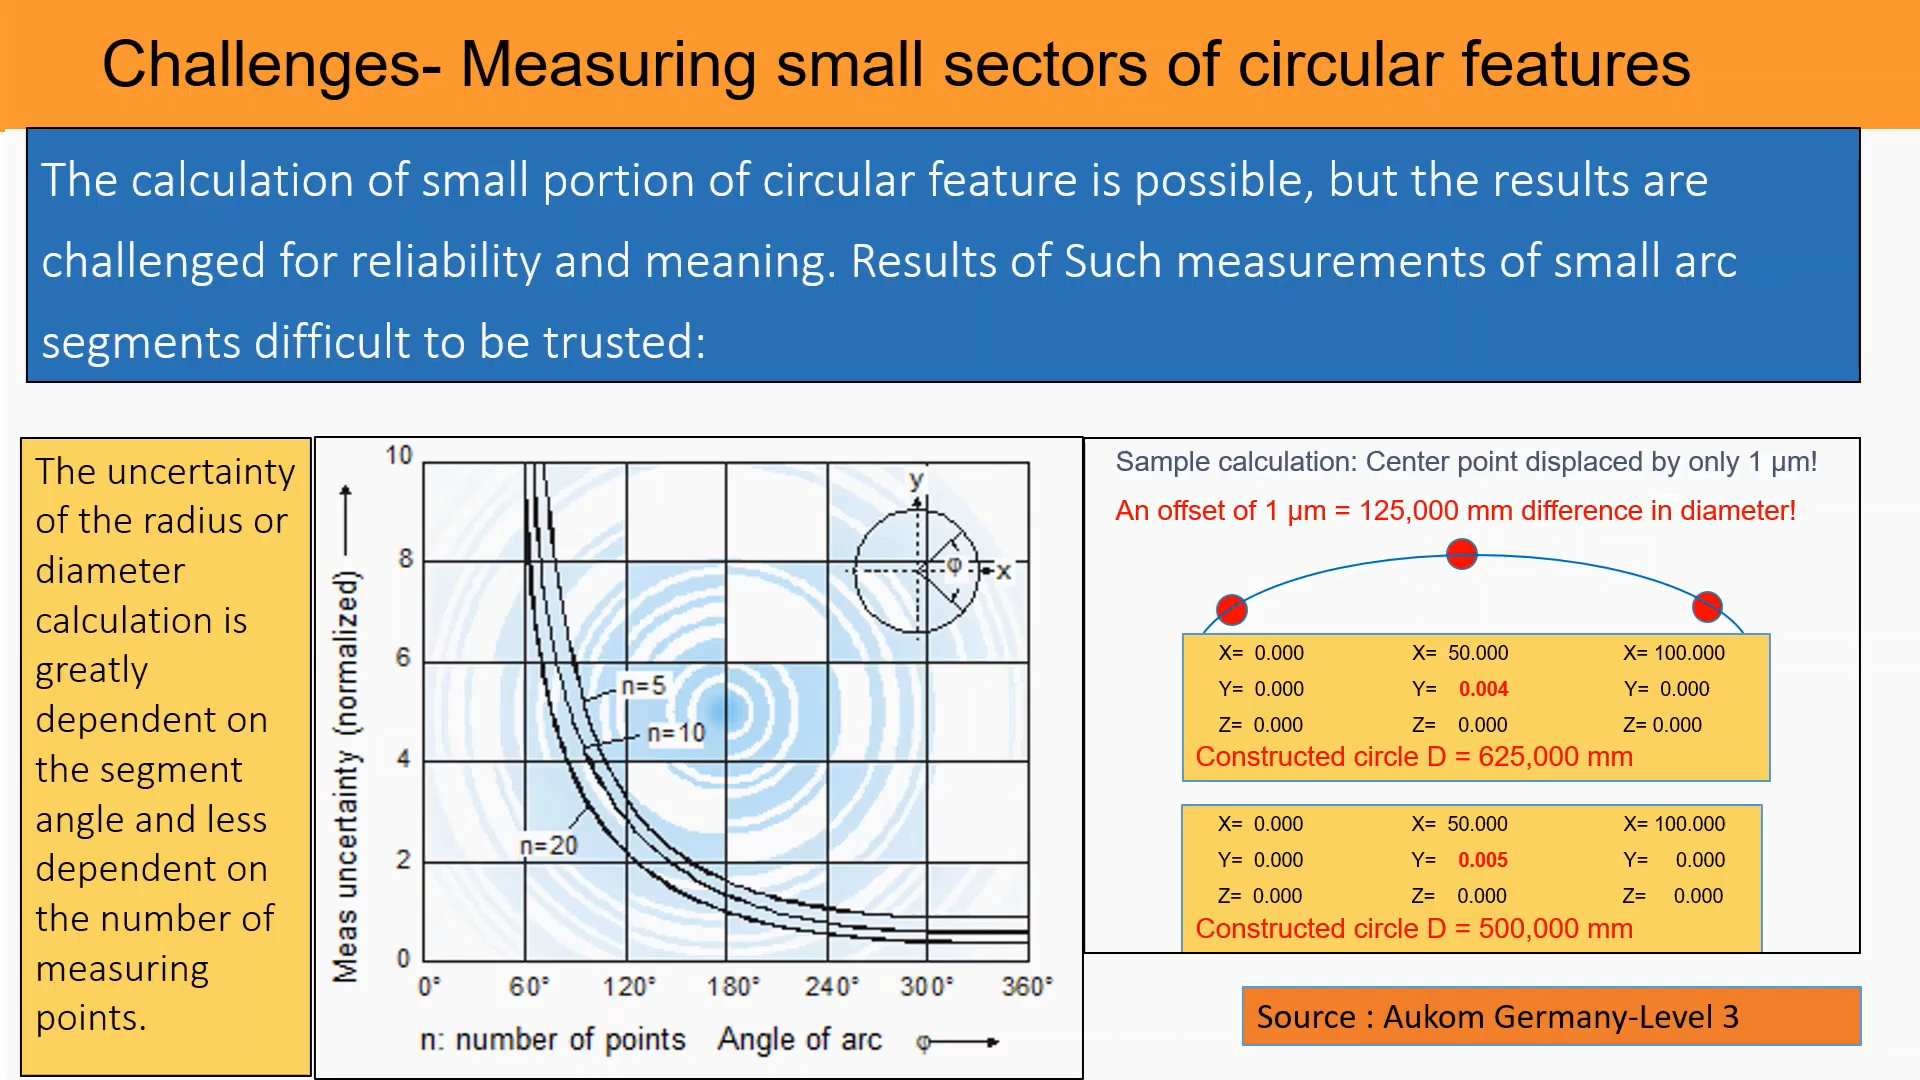 Challenges- Measuring small sectors of circular features
The calculation of small portion of circular feature is possible, but the results are
challenged for reliability and meaning. Results of Such measurements of small arc
segments difficult to be trusted:
The uncertainty
of the radius or
diameter
calculation is
greatly
dependent on
the segment
angle and less
dependent on
the number of
measuring
points.
Meas uncertainty (normalized)
10
8
6
4
2
0
0° 60° 120° 180° 240° 300° 360°
n=5
n=10
n=20
y
x
φ
n: number of points Angle of arc φ
Sample calculation: Center point displaced by only 1 µm!
An offset of 1 µm = 125,000 mm difference in diameter!
X= 0.000 X= 50.000 X= 100.000
Y= 0.000 Y= 0.004 Y= 0.000
Z= 0.000 Z= 0.000 Z= 0.000
Constructed circle D = 625,000 mm
X= 0.000 X= 50.000 X= 100.000
Y= 0.000 Y= 0.005 Y= 0.000
Z= 0.000 Z= 0.000 Z= 0.000
Constructed circle D = 500,000 mm
Source : Aukom Germany-Level 3